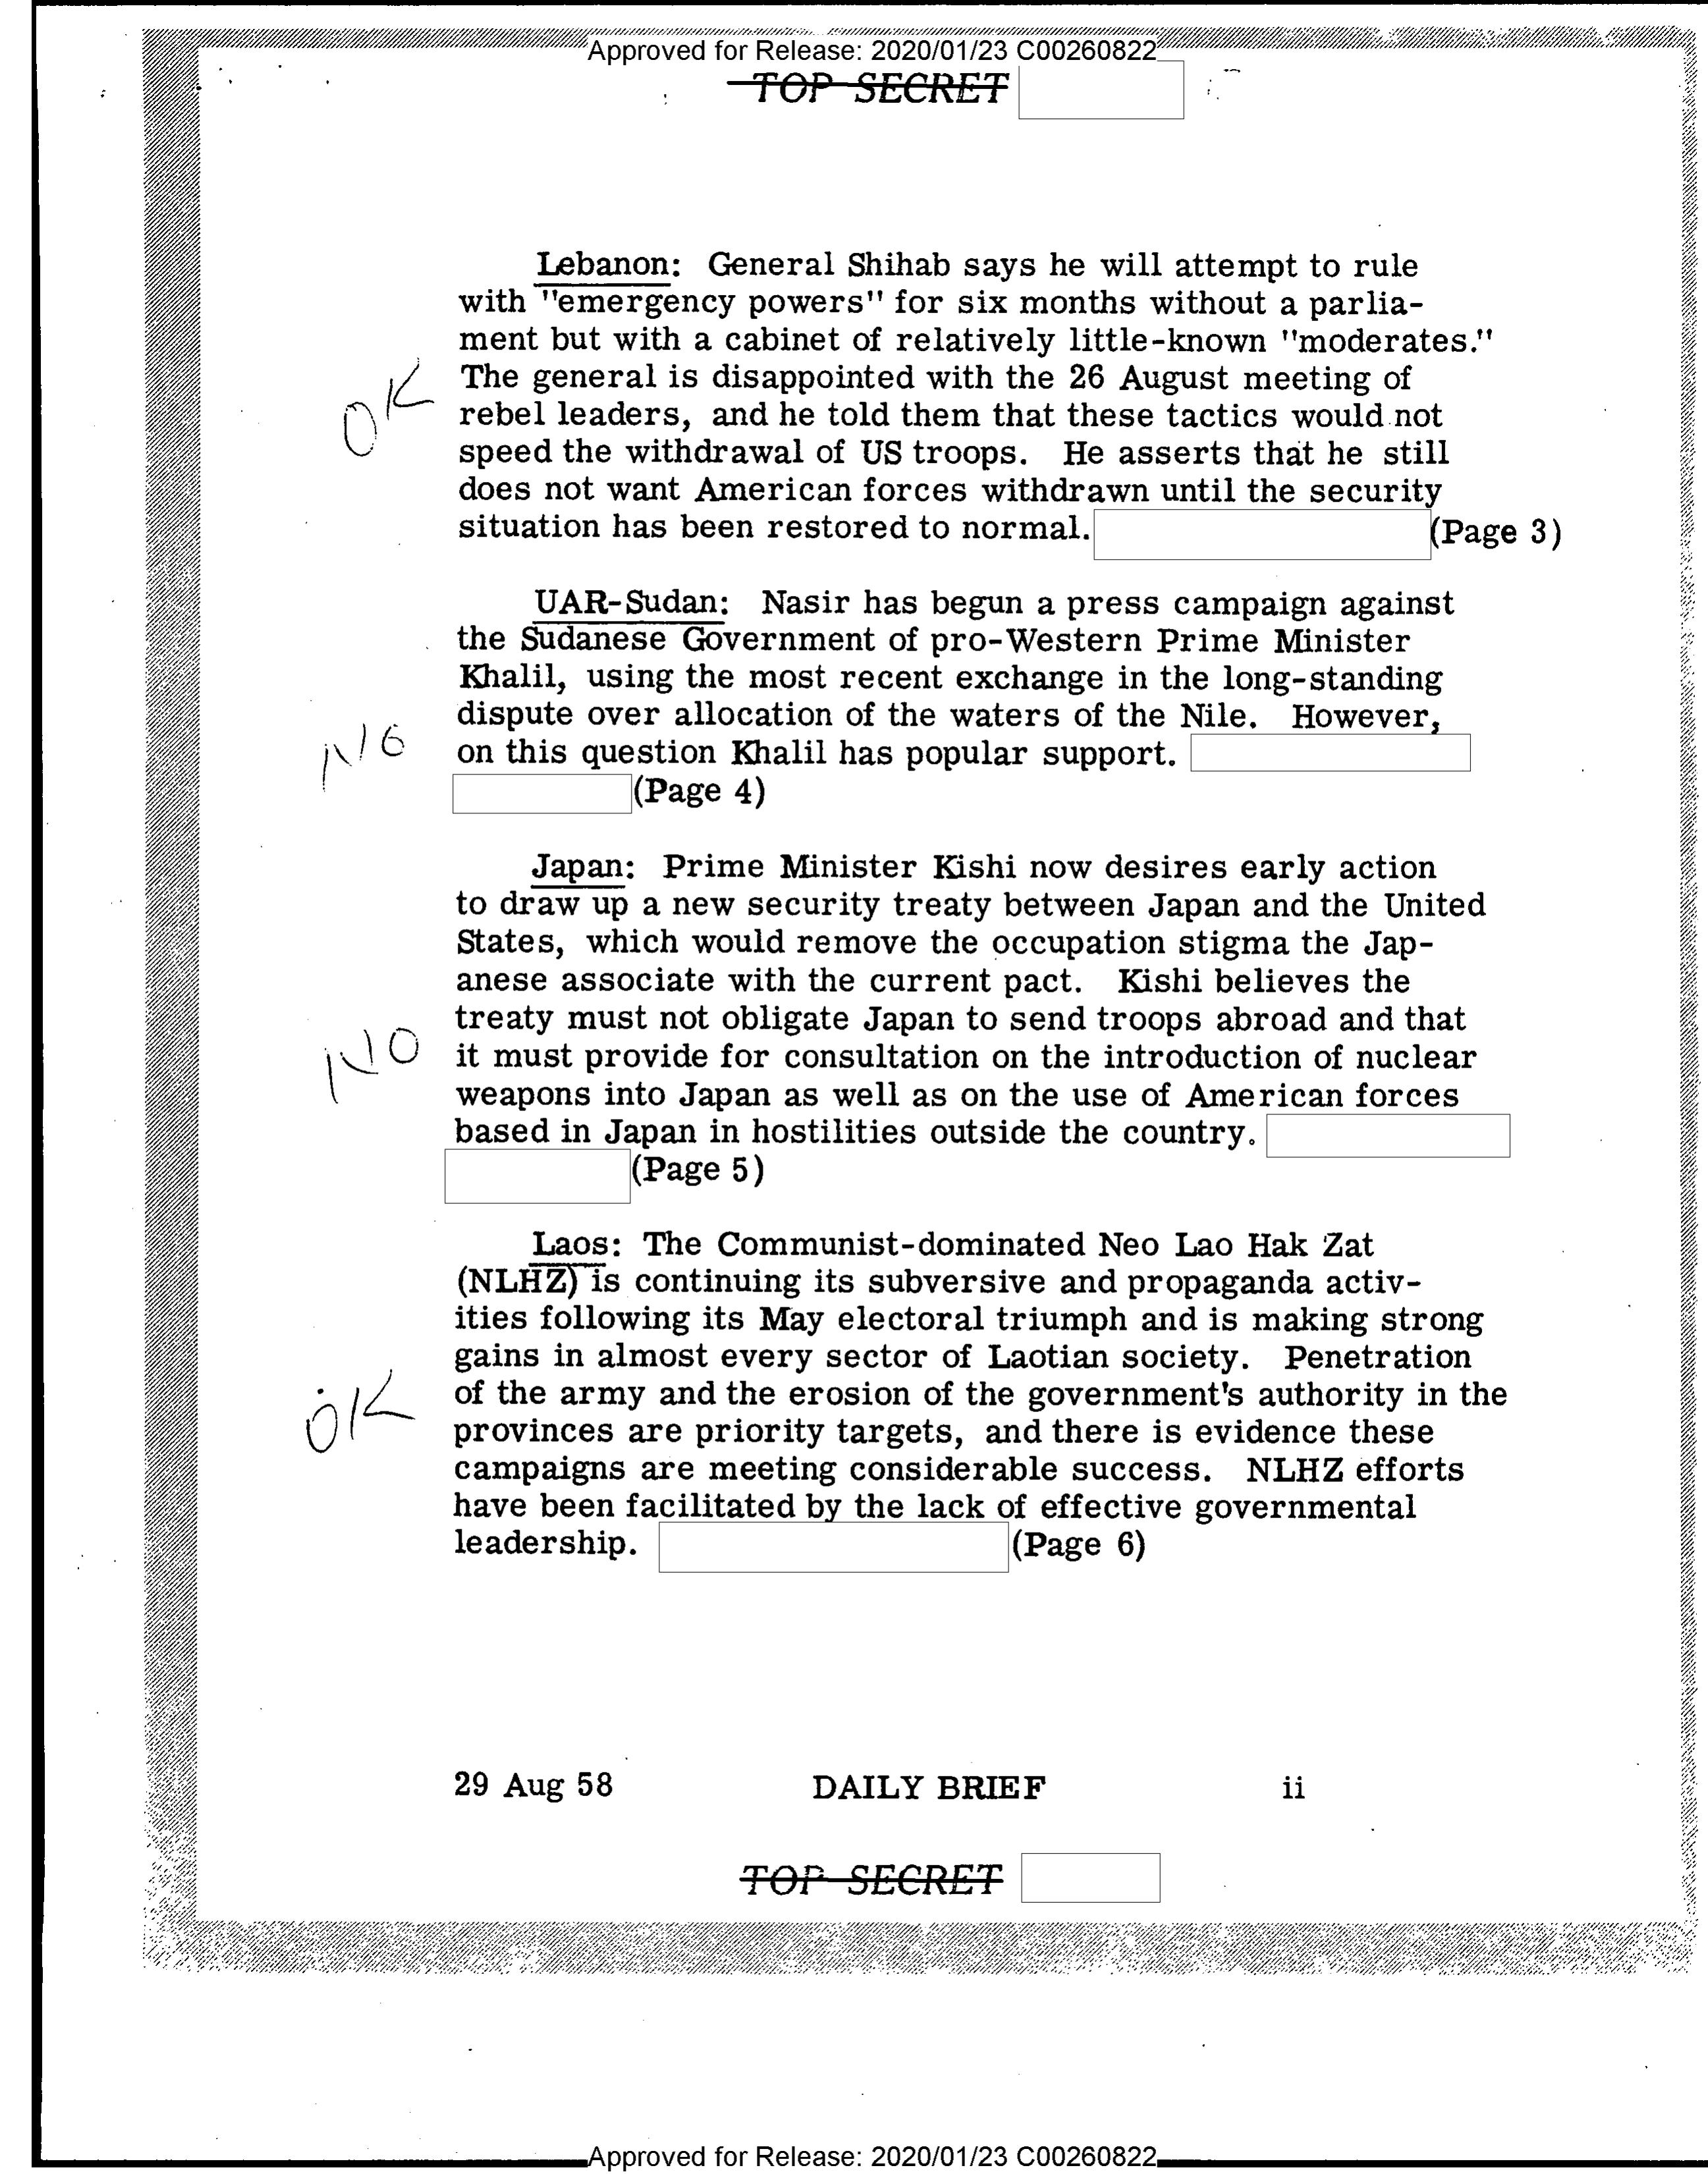 Approved for Release: 2020/01/23 C00260822
TOP SECRET
Lebanon: General Shihab says he will attempt to rule
with "emergency powers" for six months without a parlia-
ment but with a cabinet of relatively little-known "moderates."
The general is disappointed with the 26 August meeting of
OK
rebel leaders, and he told them that these tactics would not
speed the withdrawal of US troops. He asserts that he still
does not want American forces withdrawn until the security
situation has been restored to normal. (Page 3)
UAR-Sudan: Nasir has begun a press campaign against
the Sudanese Government of pro-Western Prime Minister
Khalil, using the most recent exchange in the long-standing
dispute over allocation of the waters of the Nile. However,
NO
on this question Khalil has popular support.
(Page 4)
Japan: Prime Minister Kishi now desires early action
to draw up a new security treaty between Japan and the United
States, which would remove the occupation stigma the Jap-
anese associate with the current pact. Kishi believes the
treaty must not obligate Japan to send troops abroad and that
NO
it must provide for consultation on the introduction of nuclear
weapons into Japan as well as on the use of American forces
based in Japan in hostilities outside the country.
(Page 5)
Laos: The Communist-dominated Neo Lao Hak Zat
(NLHZ) is continuing its subversive and propaganda activ-
ities following its May electoral triumph and is making strong
gains in almost every sector of Laotian society. Penetration
of the army and the erosion of the government's authority in the
OK
provinces are priority targets, and there is evidence these
campaigns are meeting considerable success. NLHZ efforts
have been facilitated by the lack of effective governmental
leadership. (Page 6)
29 Aug 58 DAILY BRIEF ii
TOP SECRET
Approved for Release: 2020/01/23 C00260822